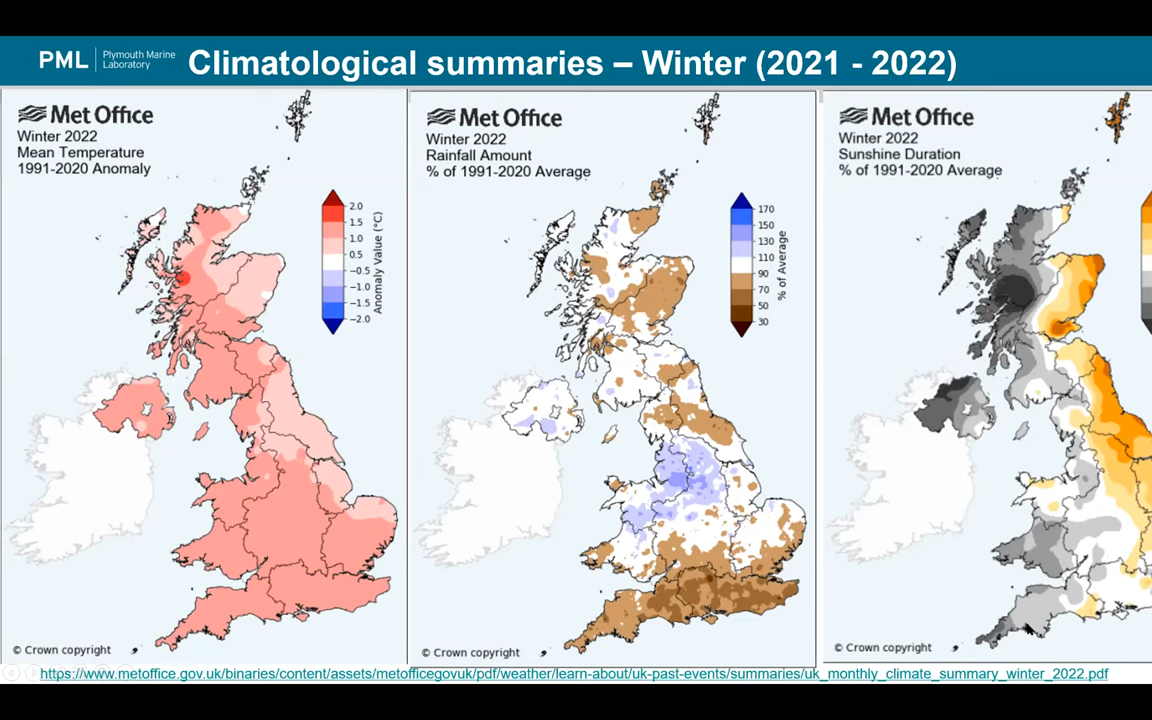 PML | Plymouth Marine
Laboratory
Climatological summaries – Winter (2021 - 2022)
Met Office
Winter 2022
Mean Temperature
1991-2020 Anomaly
2.0
1.5
1.0
0.5
−0.5
−1.0
−1.5
−2.0
Anomaly Value (°C)
© Crown copyright
Met Office
Winter 2022
Rainfall Amount
% of 1991-2020 Average
170
150
130
110
90
70
50
30
% of Average
© Crown copyright
Met Office
Winter 2022
Sunshine Duration
% of 1991-2020 Average
© Crown copyright
https://www.metoffice.gov.uk/binaries/content/assets/metofficegovuk/pdf/weather/learn-about/uk-past-events/summaries/uk_monthly_climate_summary_winter_2022.pdf